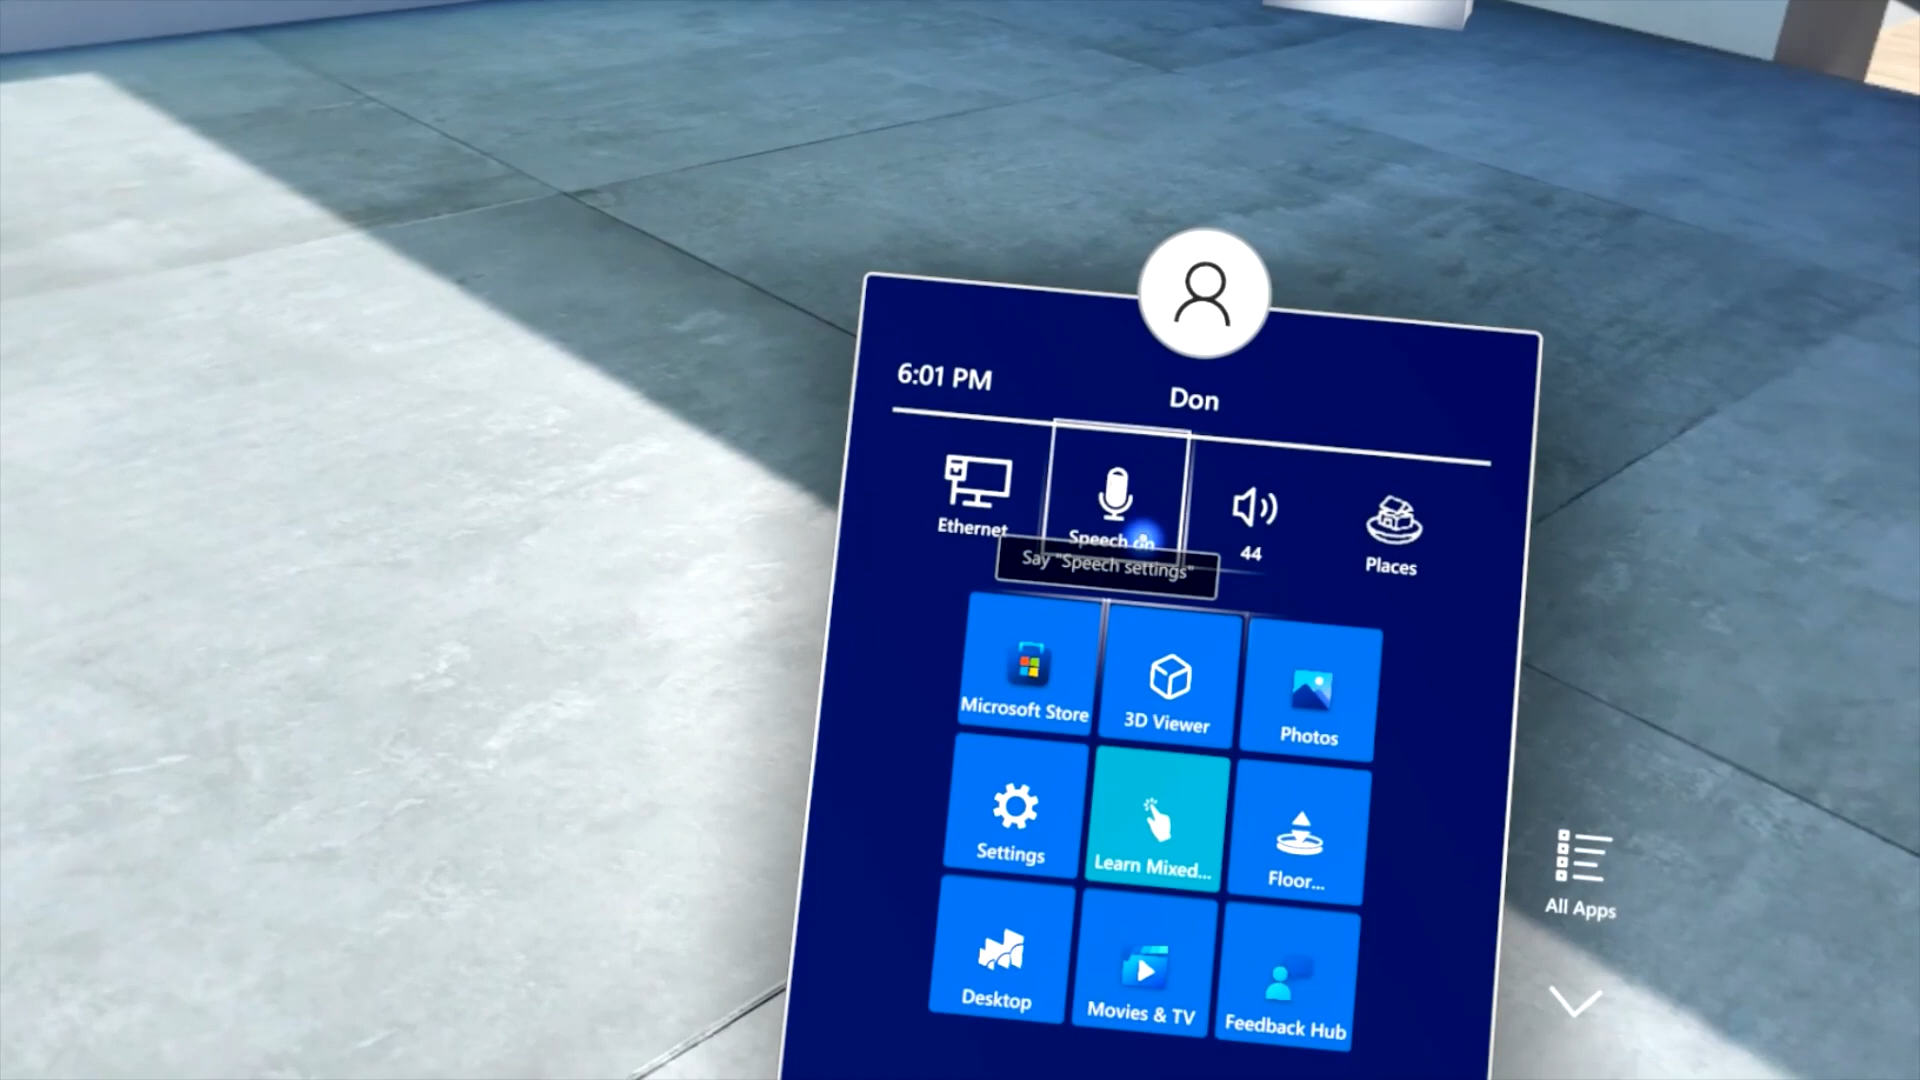 6:01 PM
Don
Ethernet
Speech on
44
Places
Say "Speech settings"
Microsoft Store
3D Viewer
Photos
Settings
Learn Mixed...
Floor...
Desktop
Movies & TV
Feedback Hub
All Apps